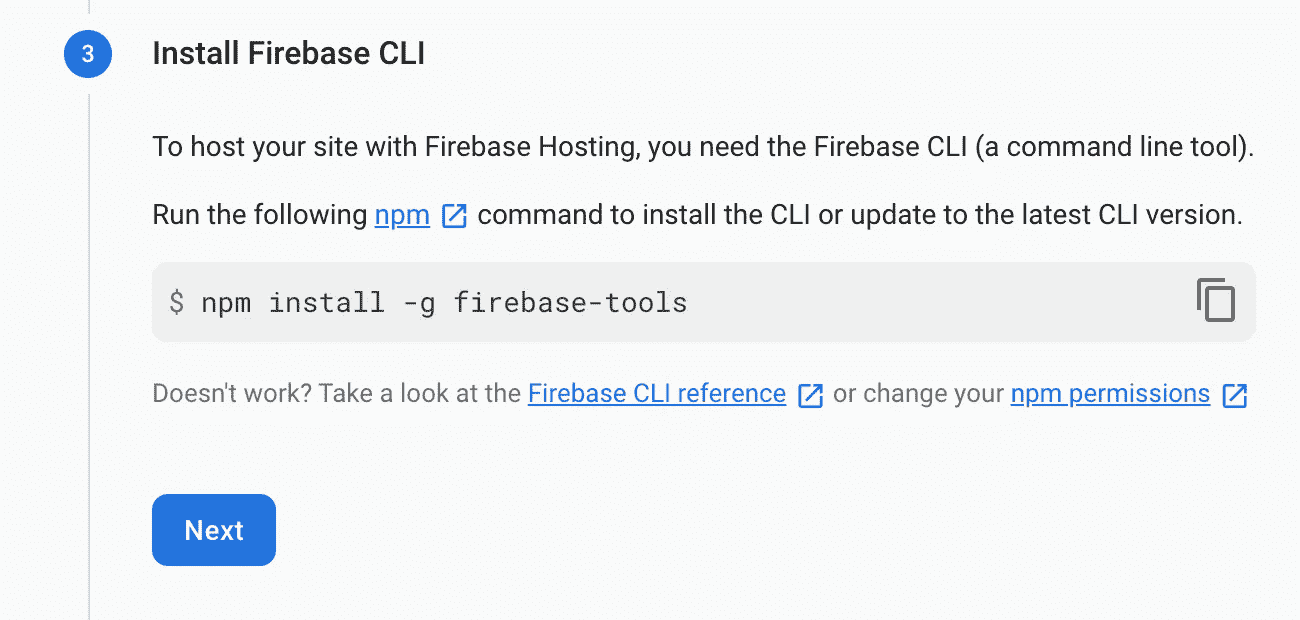 3 Install Firebase CLI
To host your site with Firebase Hosting, you need the Firebase CLI (a command line tool).
Run the following npm command to install the CLI or update to the latest CLI version.
$ npm install -g firebase-tools
Doesn't work? Take a look at the Firebase CLI reference or change your npm permissions
Next